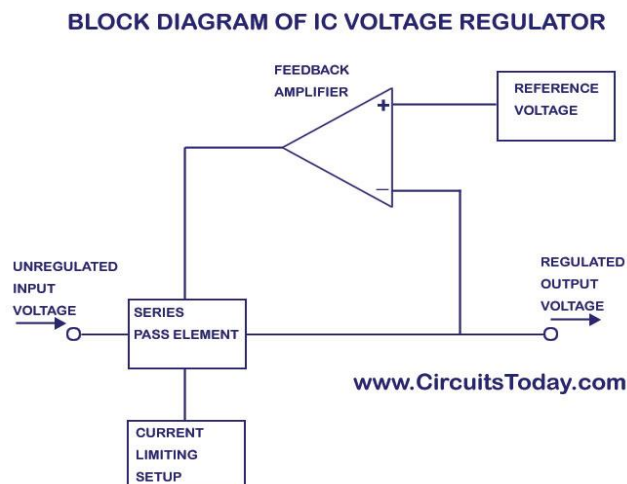 BLOCK DIAGRAM OF IC VOLTAGE REGULATOR
FEEDBACK
AMPLIFIER
REFERENCE
VOLTAGE
+
−
UNREGULATED
INPUT
VOLTAGE
REGULATED
OUTPUT
VOLTAGE
SERIES
PASS ELEMENT
www.CircuitsToday.com
CURRENT
LIMITING
SETUP